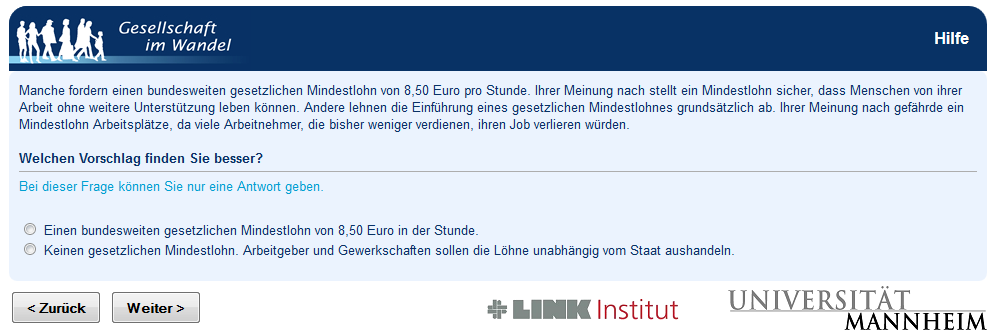 Gesellschaft
im Wandel
Hilfe
Manche fordern einen bundesweiten gesetzlichen Mindestlohn von 8,50 Euro pro Stunde. Ihrer Meinung nach stellt ein Mindestlohn sicher, dass Menschen von ihrer
Arbeit ohne weitere Unterstützung leben können. Andere lehnen die Einführung eines gesetzlichen Mindestlohnes grundsätzlich ab. Ihrer Meinung nach gefährde ein
Mindestlohn Arbeitsplätze, da viele Arbeitnehmer, die bisher weniger verdienen, ihren Job verlieren würden.
Welchen Vorschlag finden Sie besser?
Bei dieser Frage können Sie nur eine Antwort geben.
Einen bundesweiten gesetzlichen Mindestlohn von 8,50 Euro in der Stunde.
Keinen gesetzlichen Mindestlohn. Arbeitgeber und Gewerkschaften sollen die Löhne unabhängig vom Staat aushandeln.
< Zurück Weiter >
LINK Institut
UNIVERSITÄT
MANNHEIM